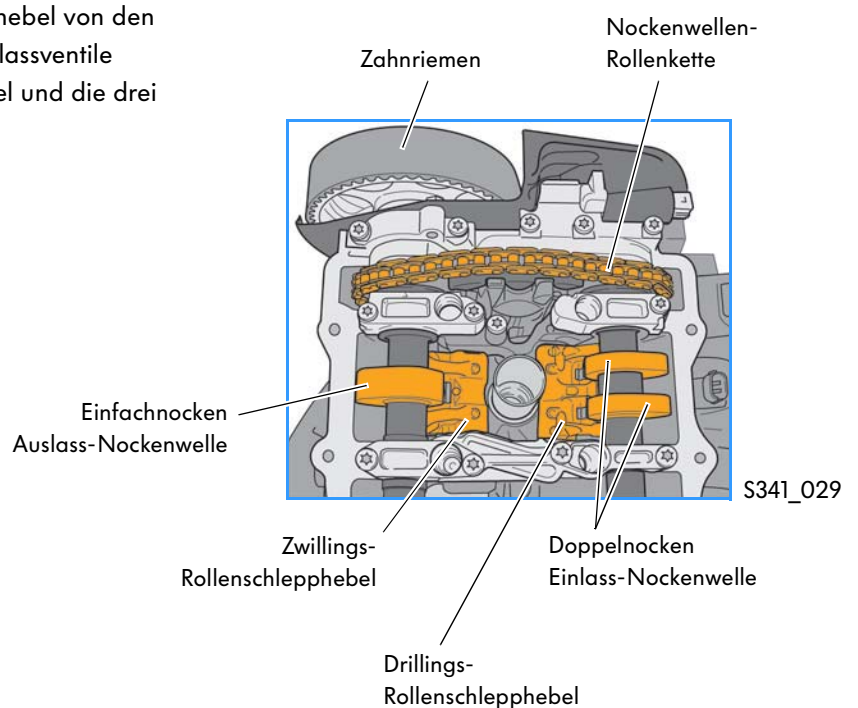 hebel von den
lassventile
el und die drei
Nockenwellen-
Rollenkette
Zahnriemen
Einfachnocken
Auslass-Nockenwelle
S341_029
Zwillings-
Rollenschlepphebel
Doppelnocken
Einlass-Nockenwelle
Drillings-
Rollenschlepphebel